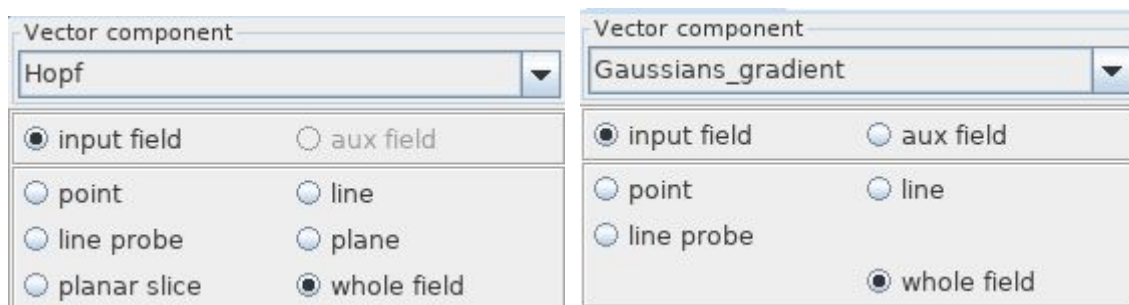 Vector component
Hopf
input field aux field
point line
line probe plane
planar slice whole field
Vector component
Gaussians_gradient
input field aux field
point line
line probe
whole field